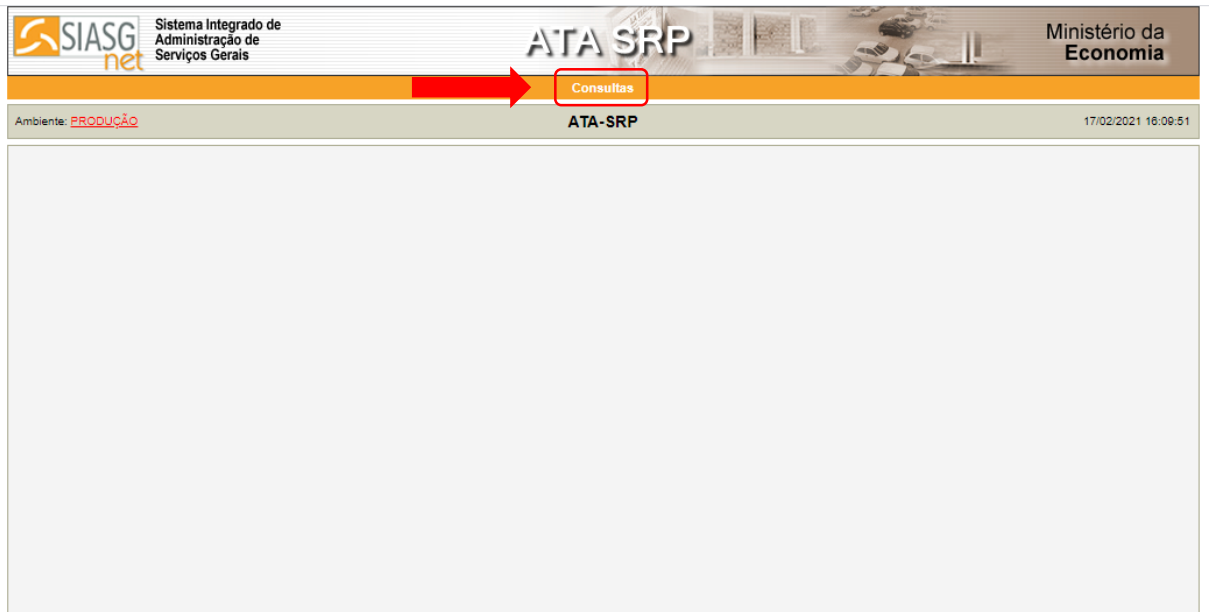 SIASG
net
Sistema Integrado de
Administração de
Serviços Gerais
ATA SRP
Ministério da
Economia
Consultas
Ambiente: PRODUÇÃO
ATA-SRP
17/02/2021 16:09:51